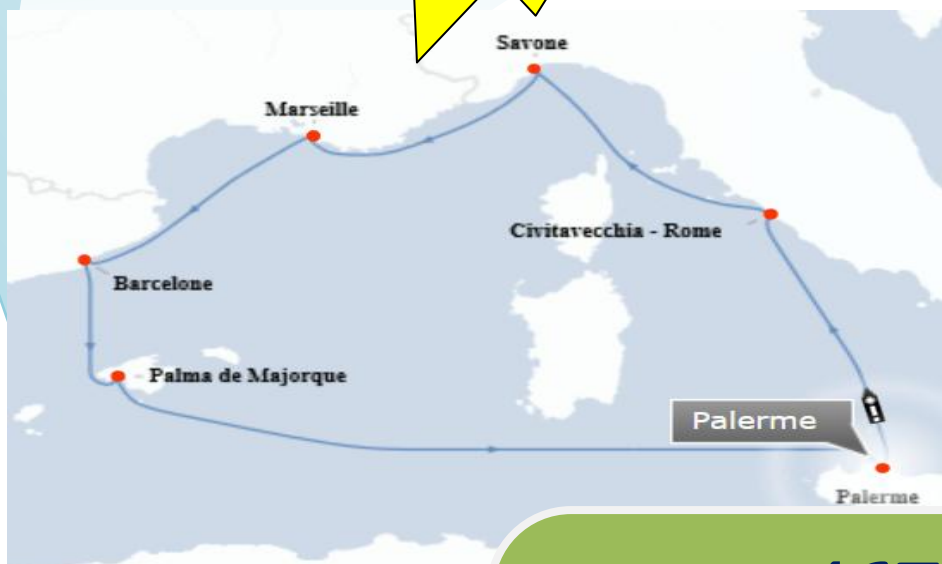 Savone
Marseille
Civitavecchia - Rome
Barcelone
Palma de Majorque
Palerme
Palerme